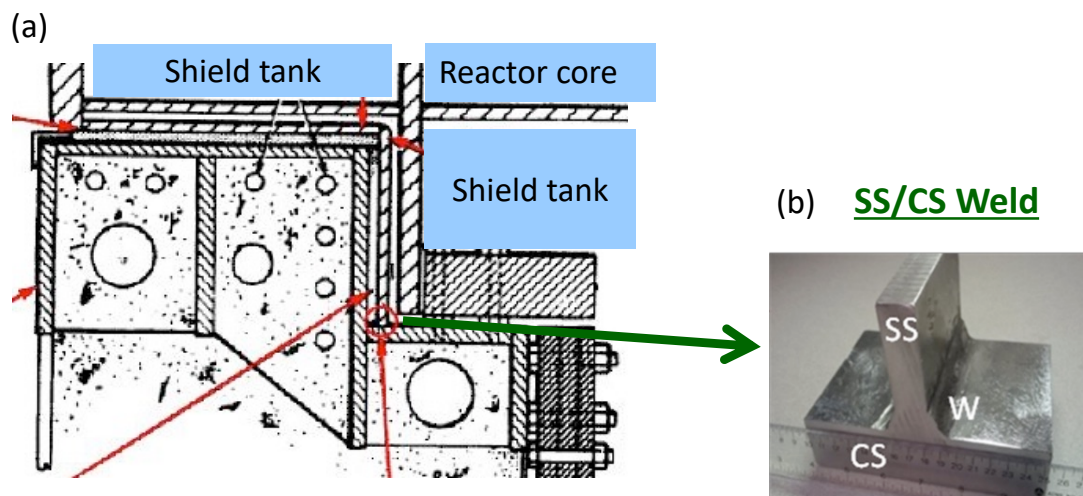 (a)
Shield tank
Reactor core
Shield tank
(b) SS/CS Weld
SS
W
CS